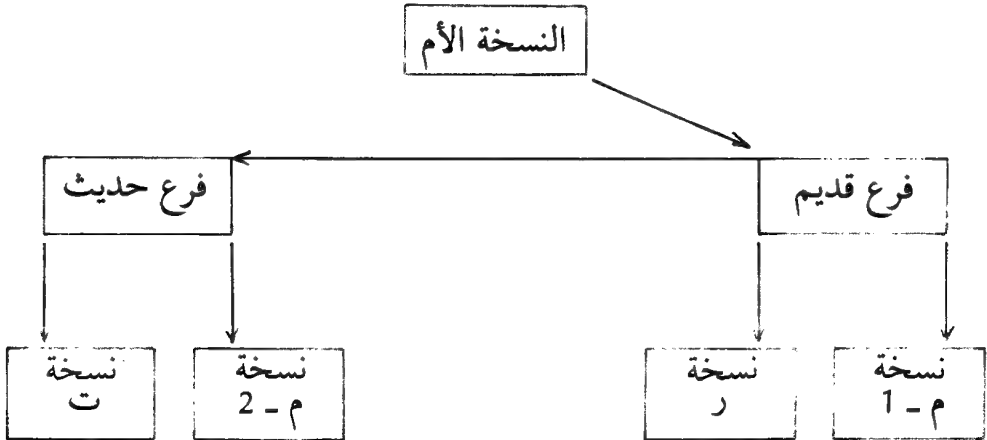 النسخة الأم
فرع قديم
فرع حديث
نسخة
م - 1
نسخة
ر
نسخة
م - 2
نسخة
ت